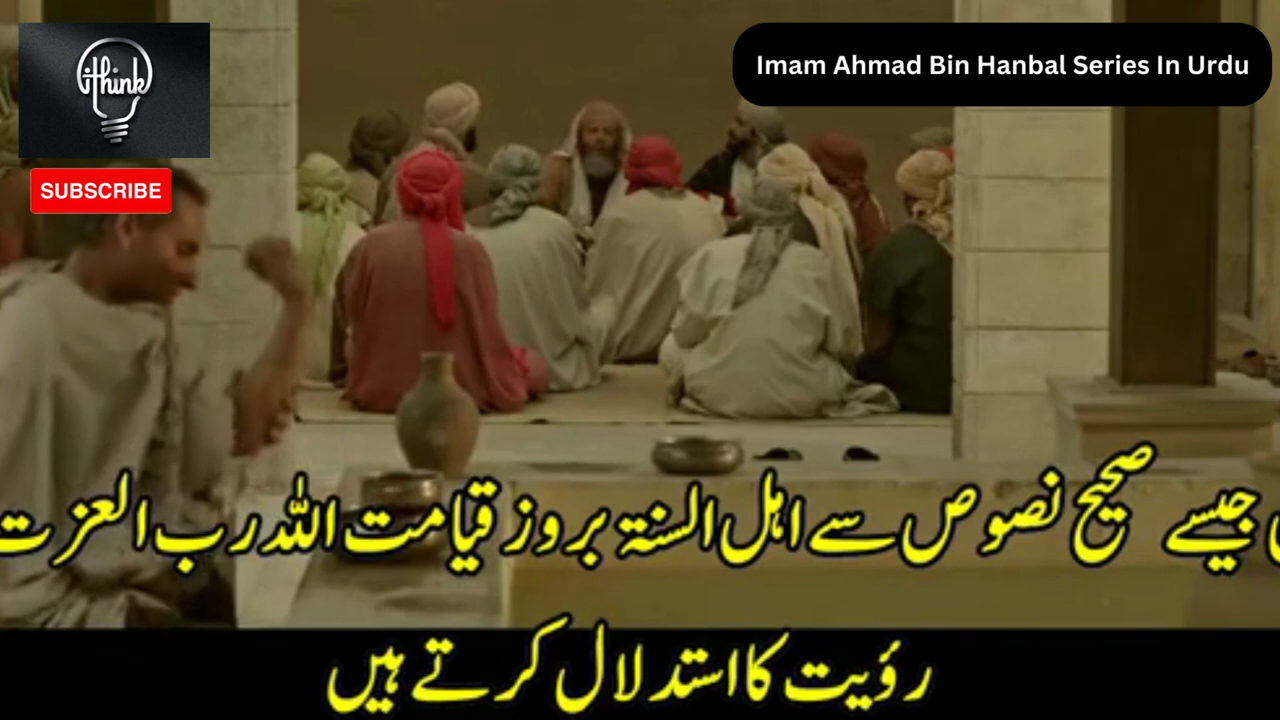 ithink
Imam Ahmad Bin Hanbal Series In Urdu
SUBSCRIBE
جیسے صحیح نصوص سے اہل السنۃ بروز قیامت اللہ رب العزت
رؤیت کا استدلال کرتے ہیں